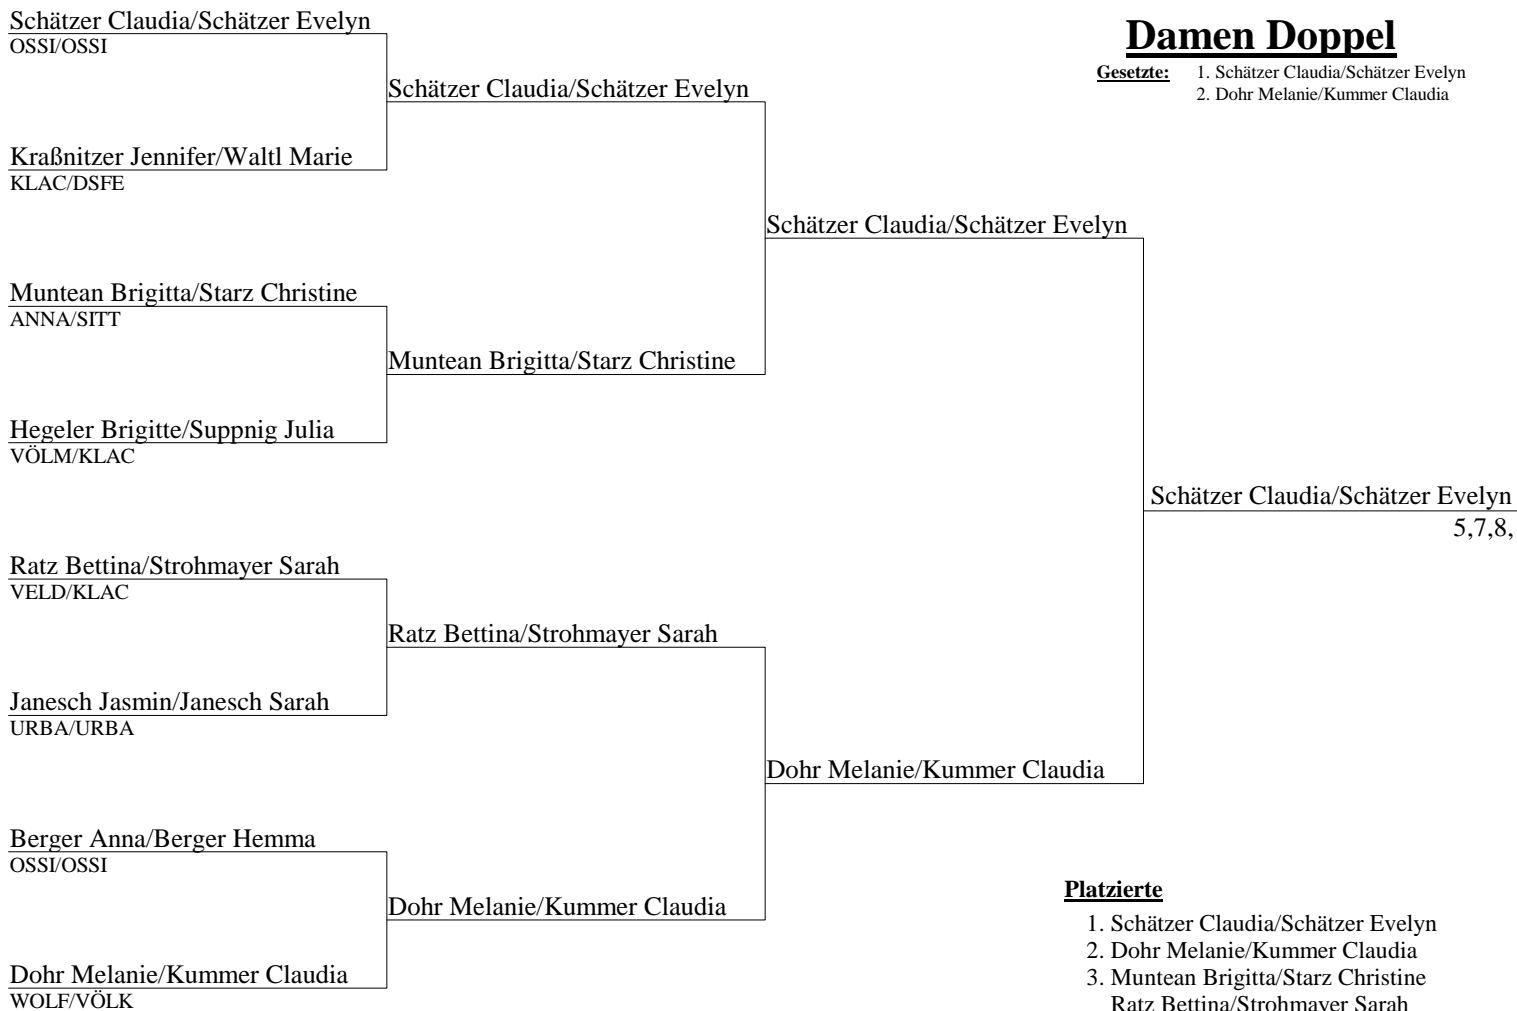 Damen Doppel
Gesetzte: 1. Schätzer Claudia/Schätzer Evelyn
2. Dohr Melanie/Kummer Claudia
Schätzer Claudia/Schätzer Evelyn
OSSI/OSSI
Schätzer Claudia/Schätzer Evelyn
Kraßnitzer Jennifer/Waltl Marie
KLAC/DSFE
Schätzer Claudia/Schätzer Evelyn
Muntean Brigitta/Starz Christine
ANNA/SITT
Muntean Brigitta/Starz Christine
Hegeler Brigitte/Suppnig Julia
VÖLM/KLAC
Schätzer Claudia/Schätzer Evelyn
5,7,8,
Ratz Bettina/Strohmayer Sarah
VELD/KLAC
Ratz Bettina/Strohmayer Sarah
Janesch Jasmin/Janesch Sarah
URBA/URBA
Dohr Melanie/Kummer Claudia
Berger Anna/Berger Hemma
OSSI/OSSI
Dohr Melanie/Kummer Claudia
Dohr Melanie/Kummer Claudia
WOLF/VÖLK
Platzierte
1. Schätzer Claudia/Schätzer Evelyn
2. Dohr Melanie/Kummer Claudia
3. Muntean Brigitta/Starz Christine
Ratz Bettina/Strohmayer Sarah